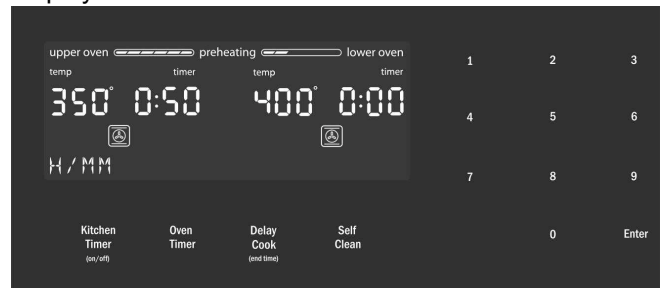 upper oven preheating lower oven
temp timer temp timer
350° 0:50 400° 0:00
H/MM
1 2 3
4 5 6
7 8 9
0 Enter
Kitchen Timer (on/off)
Oven Timer
Delay Cook (end time)
Self Clean